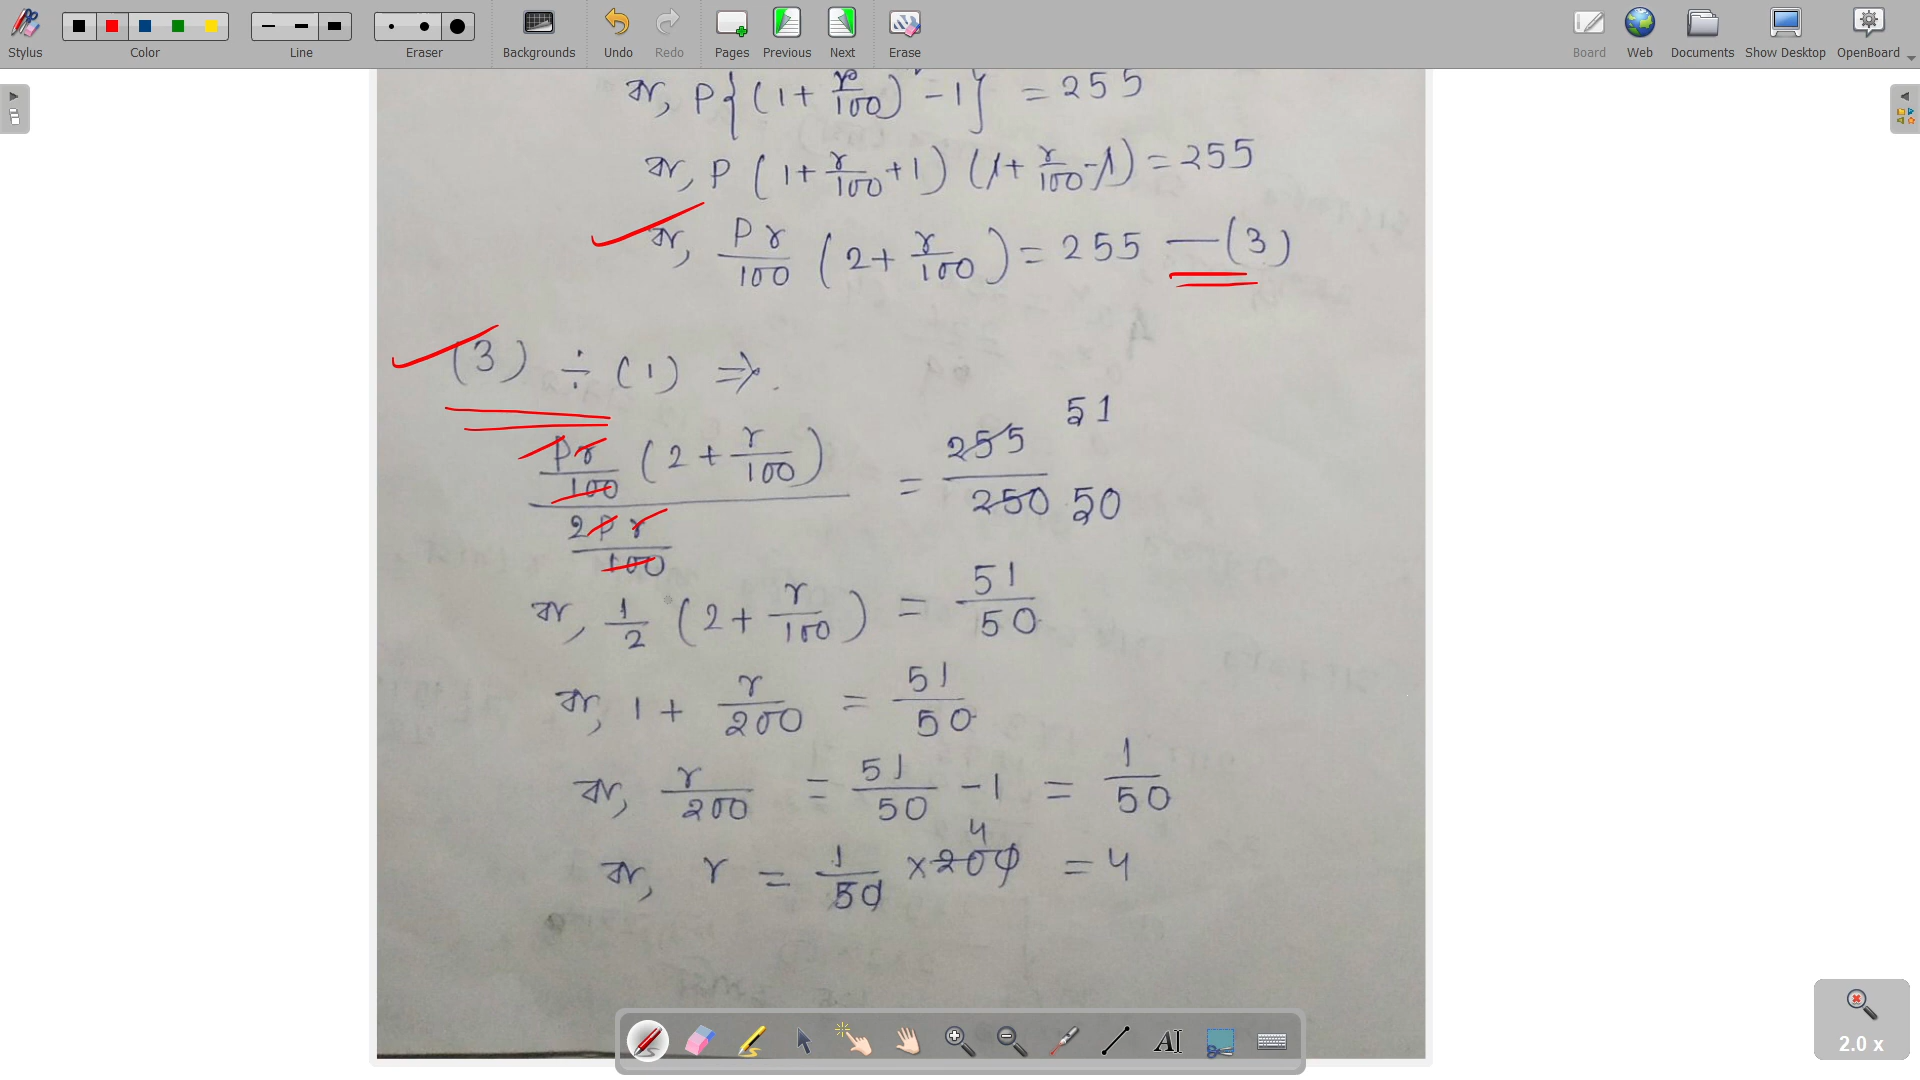 Stylus Color Line Eraser Backgrounds Undo Redo Pages Previous Next Erase Board Web Documents Show Desktop OpenBoard
বা, P{(1+r/100)²-1} = 255
বা, P (1+r/100+1) (1+r/100-1) = 255
বা, Pr/100 (2+r/100) = 255 —(3)
(3) ÷ (1) ⇒
Pr/100 (2+r/100) / 2Pr/100 = 255/250 51 50
বা, 1/2 (2+r/100) = 51/50
বা, 1+ r/200 = 51/50
বা, r/200 = 51/50 -1 = 1/50
বা, r = 1/50 ×200 4 = 4
AI
2.0 x